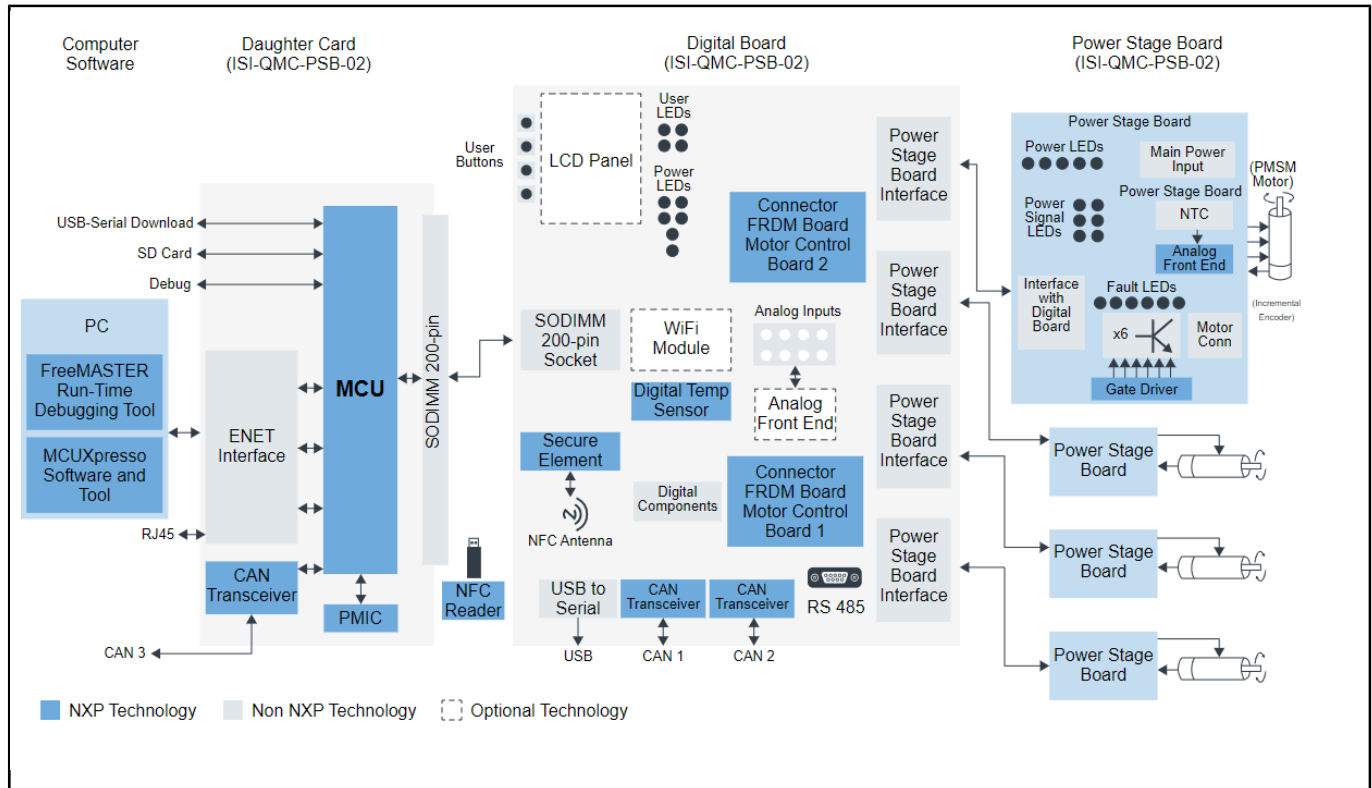 Computer
Software
Daughter Card
(ISI-QMC-PSB-02)
Digital Board
(ISI-QMC-PSB-02)
Power Stage Board
(ISI-QMC-PSB-02)
USB-Serial Download
SD Card
Debug
PC
FreeMASTER
Run-Time
Debugging Tool
MCUXpresso
Software and
Tool
RJ45
CAN 3
ENET
Interface
CAN
Transceiver
MCU
PMIC
SODIMM 200-pin
NFC
Reader
User
Buttons
LCD Panel
User
LEDs
Power
LEDs
Connector
FRDM Board
Motor Control
Board 2
SODIMM
200-pin
Socket
WiFi
Module
Analog Inputs
Digital Temp
Sensor
Analog
Front End
Secure
Element
NFC Antenna
Digital
Components
Connector
FRDM Board
Motor Control
Board 1
USB to
Serial
CAN
Transceiver
CAN
Transceiver
RS 485
USB
CAN 1
CAN 2
Power
Stage
Board
Interface
Power
Stage
Board
Interface
Power
Stage
Board
Interface
Power
Stage
Board
Interface
Power Stage Board
Power LEDs
Main Power
Input
Power Stage Board
Power
Signal
LEDs
NTC
Analog
Front End
Interface
with
Digital
Board
Fault LEDs
x6
Motor
Conn
Gate Driver
(PMSM
Motor)
(Incremental
Encoder)
Power Stage
Board
Power Stage
Board
Power Stage
Board
NXP Technology
Non NXP Technology
Optional Technology